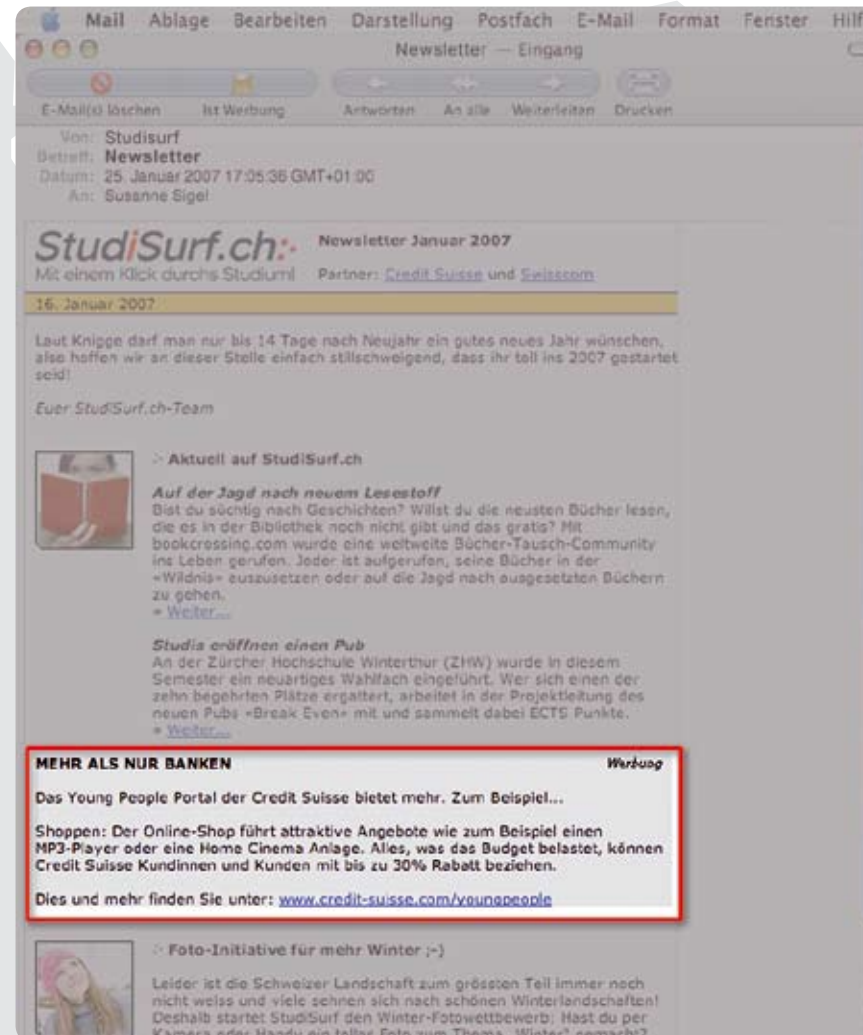 Mail Ablage Bearbeiten Darstellung Postfach E-Mail Format Fenster Hilf
Newsletter — Eingang
E-Mail(s) löschen Ist Werbung Antworten An alle Weiterleiten Drucken
Von: Studisurf
Betreff: Newsletter
Datum: 25. Januar 2007 17:05:36 GMT+01:00
An: Susanne Sigel
StudiSurf.ch:· Newsletter Januar 2007
Mit einem Klick durchs Studium! Partner: Credit Suisse und Swisscom
16. Januar 2007
Laut Knigge darf man nur bis 14 Tage nach Neujahr ein gutes neues Jahr wünschen,
also hoffen wir an dieser Stelle einfach stillschweigend, dass ihr toll ins 2007 gestartet
seid!
Euer StudiSurf.ch-Team
:· Aktuell auf StudiSurf.ch
Auf der Jagd nach neuem Lesestoff
Bist du süchtig nach Geschichten? Willst du die neusten Bücher lesen,
die es in der Bibliothek noch nicht gibt und das gratis? Mit
bookcrossing.com wurde eine weltweite Bücher-Tausch-Community
ins Leben gerufen. Jeder ist aufgerufen, seine Bücher in der
«Wildnis» auszusetzen oder auf die Jagd nach ausgesetzten Büchern
zu gehen.
» Weiter...
Studis eröffnen einen Pub
An der Zürcher Hochschule Winterthur (ZHW) wurde in diesem
Semester ein neuartiges Wahlfach eingeführt. Wer sich einen der
zehn begehrten Plätze ergattert, arbeitet in der Projektleitung des
neuen Pubs «Break Even» mit und sammelt dabei ECTS Punkte.
» Weiter...
MEHR ALS NUR BANKEN Werbung
Das Young People Portal der Credit Suisse bietet mehr. Zum Beispiel...
Shoppen: Der Online-Shop führt attraktive Angebote wie zum Beispiel einen
MP3-Player oder eine Home Cinema Anlage. Alles, was das Budget belastet, können
Credit Suisse Kundinnen und Kunden mit bis zu 30% Rabatt beziehen.
Dies und mehr finden Sie unter: www.credit-suisse.com/youngpeople
:· Foto-Initiative für mehr Winter ;-)
Leider ist die Schweizer Landschaft zum grössten Teil immer noch
nicht weiss und viele sehnen sich nach schönen Winterlandschaften!
Deshalb startet StudiSurf den Winter-Fotowettbewerb: Hast du per
Kamera oder Handy ein tolles Foto zum Thema „Winter" gemacht?